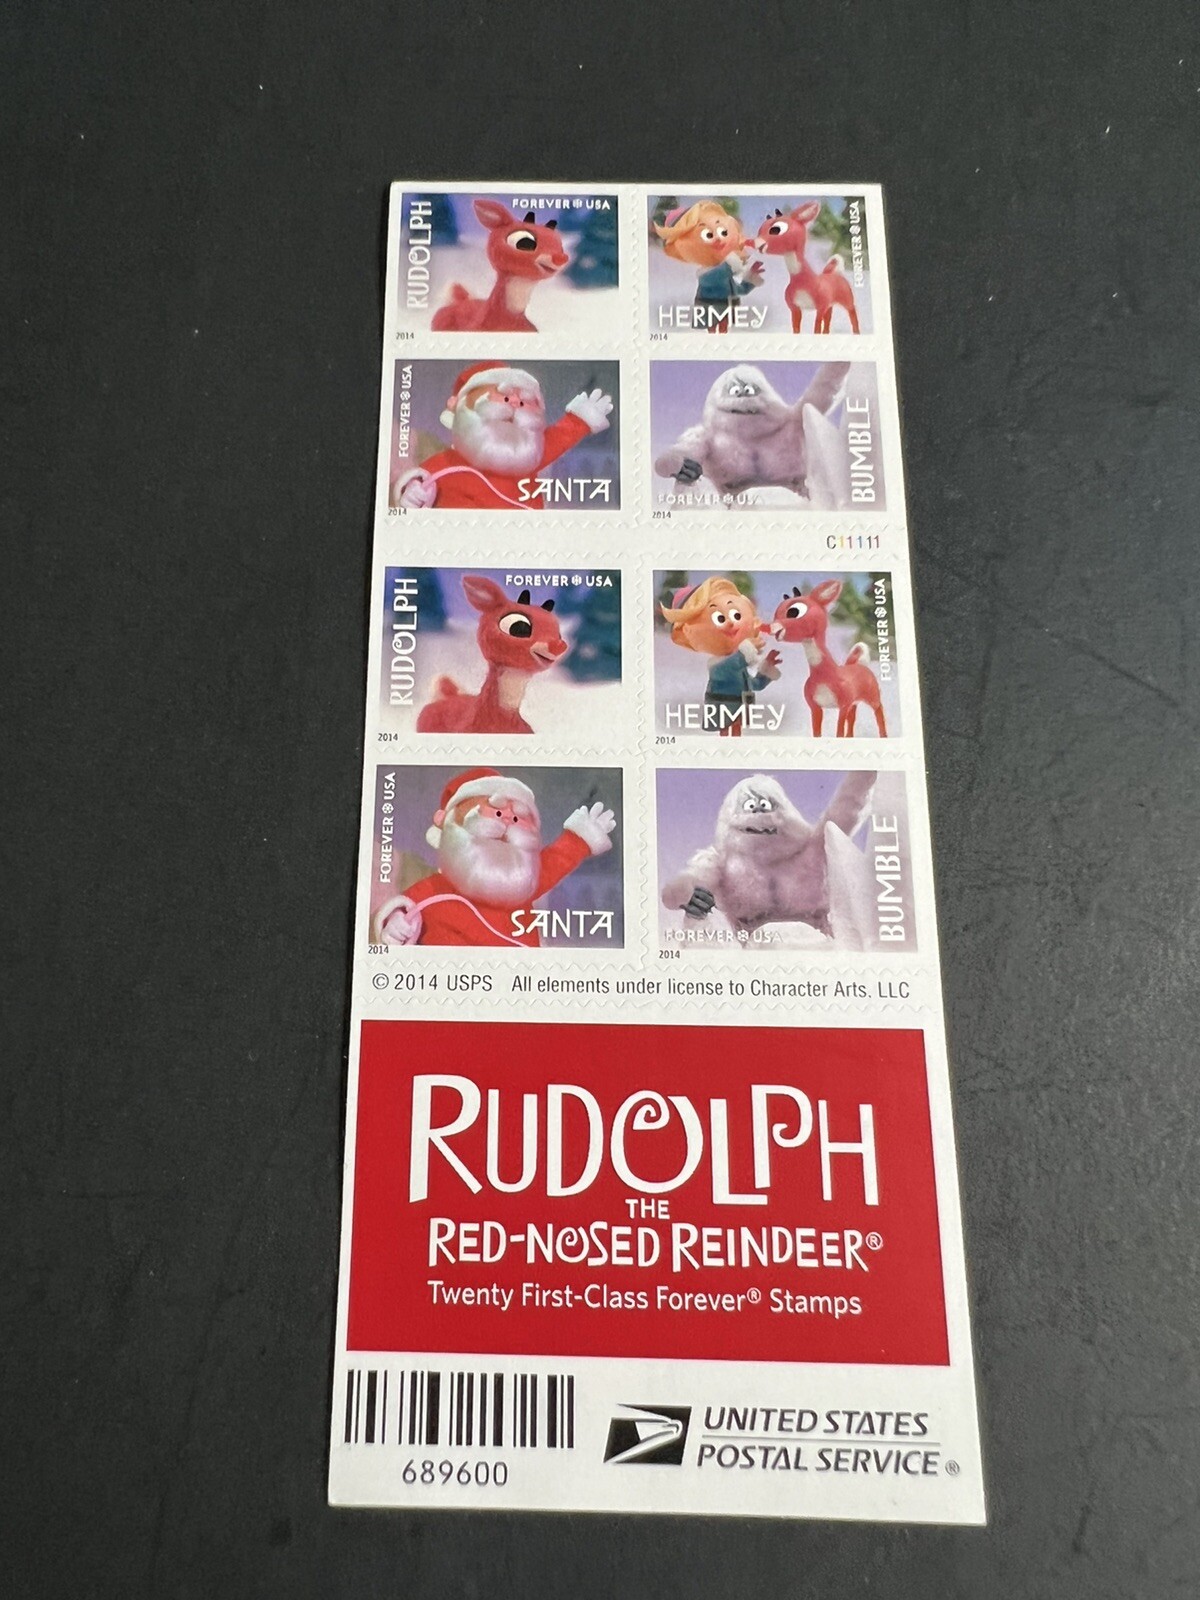 RUDOLPH
FOREVER USA
2014
HERMEY
FOREVER USA
2014
FOREVER USA
SANTA
2014
FOREVER USA
BUMBLE
2014
C11111
RUDOLPH
FOREVER USA
2014
HERMEY
FOREVER USA
2014
FOREVER USA
SANTA
2014
FOREVER USA
BUMBLE
2014
© 2014 USPS All elements under license to Character Arts, LLC
RUDOLPH
THE
RED-NOSED REINDEER®
Twenty First-Class Forever® Stamps
689600
UNITED STATES
POSTAL SERVICE®